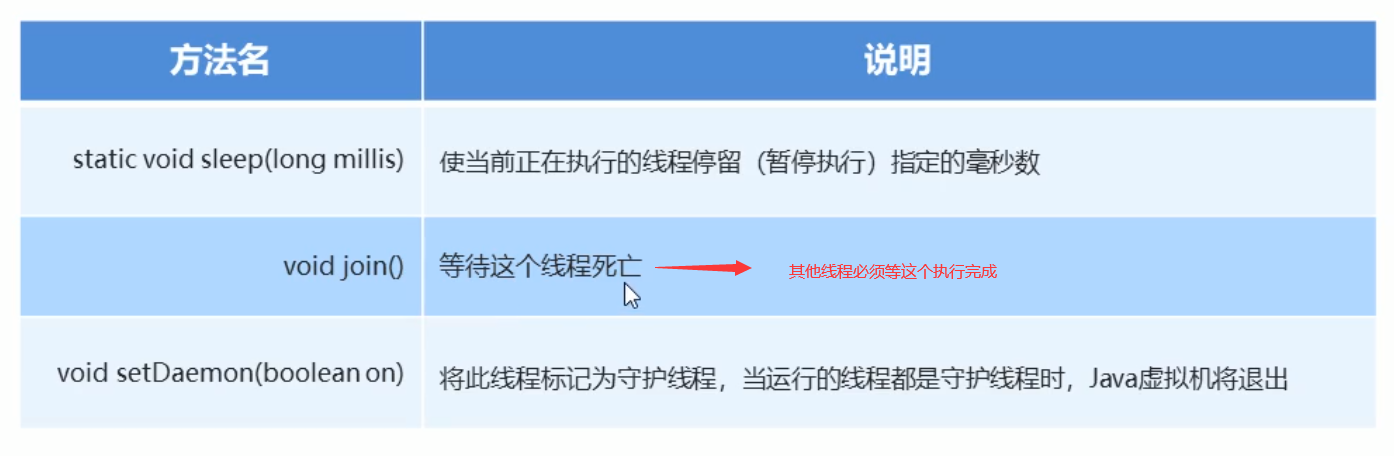 方法名 说明
static void sleep(long millis) 使当前正在执行的线程停留（暂停执行）指定的毫秒数
void join() 等待这个线程死亡 其他线程必须等这个执行完成
void setDaemon(boolean on) 将此线程标记为守护线程，当运行的线程都是守护线程时，Java虚拟机将退出